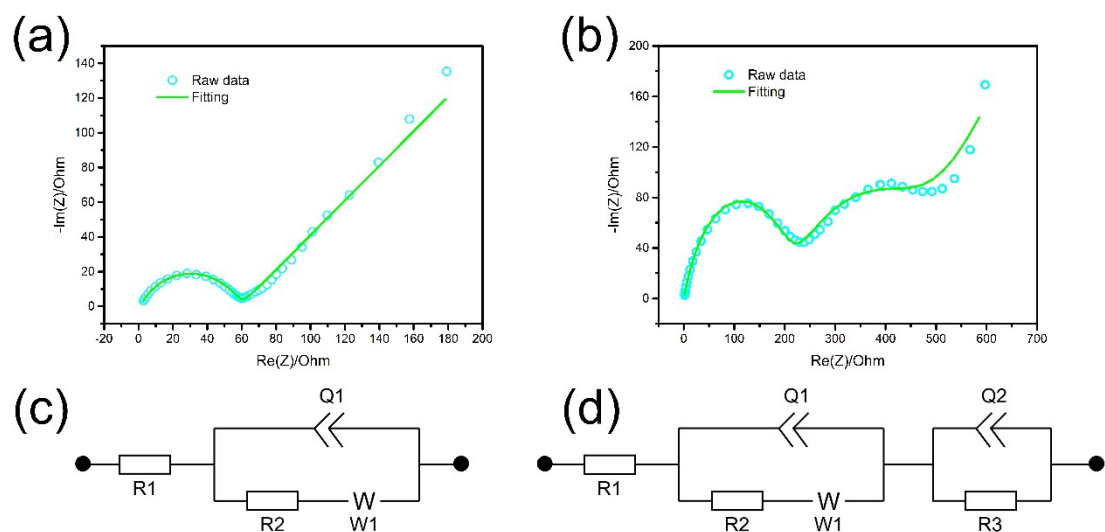 (a)
140
120
100
80
60
40
20
0
-Im(Z)/Ohm
Raw data
Fitting
-20 0 20 40 60 80 100 120 140 160 180 200
Re(Z)/Ohm
(b)
200
160
120
80
40
0
-Im(Z)/Ohm
Raw data
Fitting
0 100 200 300 400 500 600 700
Re(Z)/Ohm
(c)
Q1
R1
R2
W
W1
(d)
Q1
Q2
R1
R2
W
W1
R3